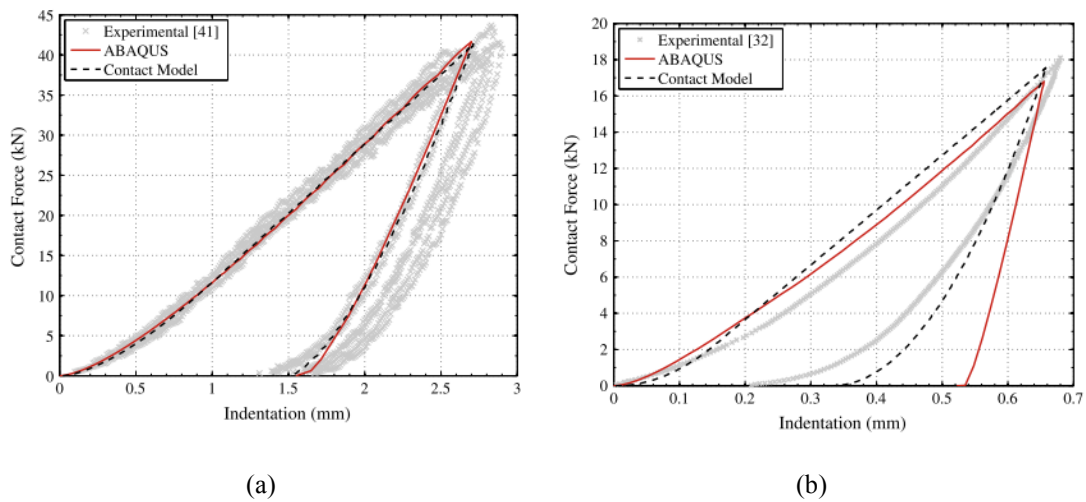 45
40
35
30
25
20
15
10
5
0
Contact Force (kN)
Experimental [41]
ABAQUS
Contact Model
0 0.5 1 1.5 2 2.5 3
Indentation (mm)
(a)
20
18
16
14
12
10
8
6
4
2
0
Contact Force (kN)
Experimental [32]
ABAQUS
Contact Model
0 0.1 0.2 0.3 0.4 0.5 0.6 0.7
Indentation (mm)
(b)